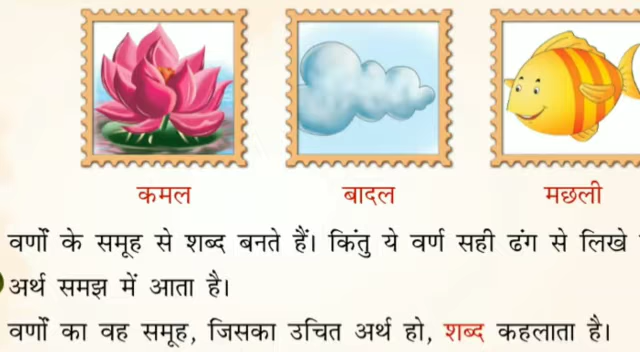 कमल बादल मछली
वर्णों के समूह से शब्द बनते हैं। किंतु ये वर्ण सही ढंग से लिखे
अर्थ समझ में आता है।
वर्णों का वह समूह, जिसका उचित अर्थ हो, शब्द कहलाता है।